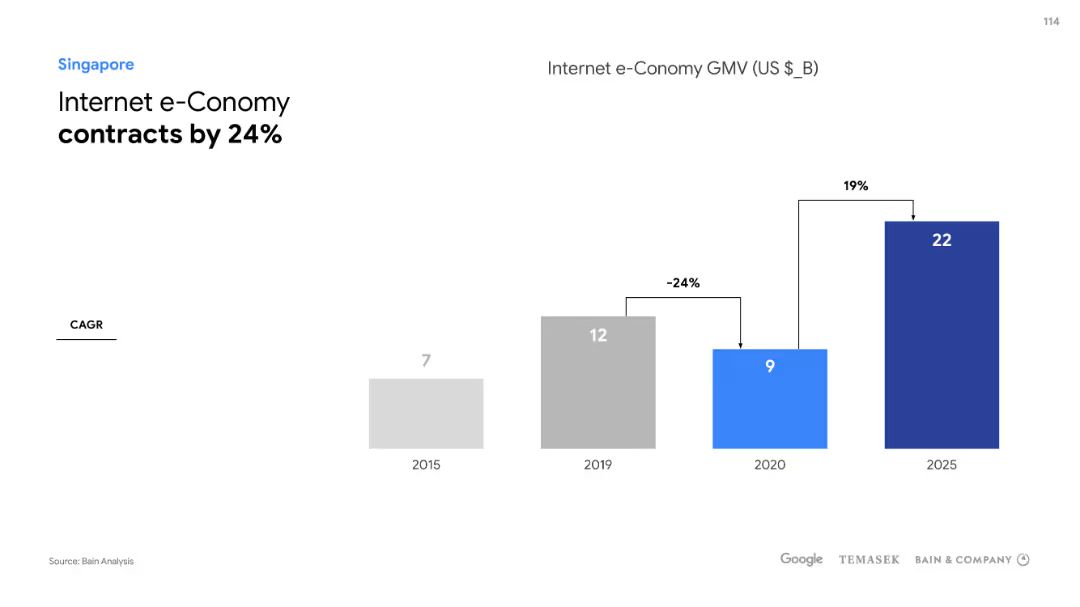 114
Singapore
Internet e-Conomy
contracts by 24%
Internet e-Conomy GMV (US $_B)
CAGR
19%
-24%
7
12
9
22
2015
2019
2020
2025
Source: Bain Analysis
Google
TEMASEK
BAIN & COMPANY